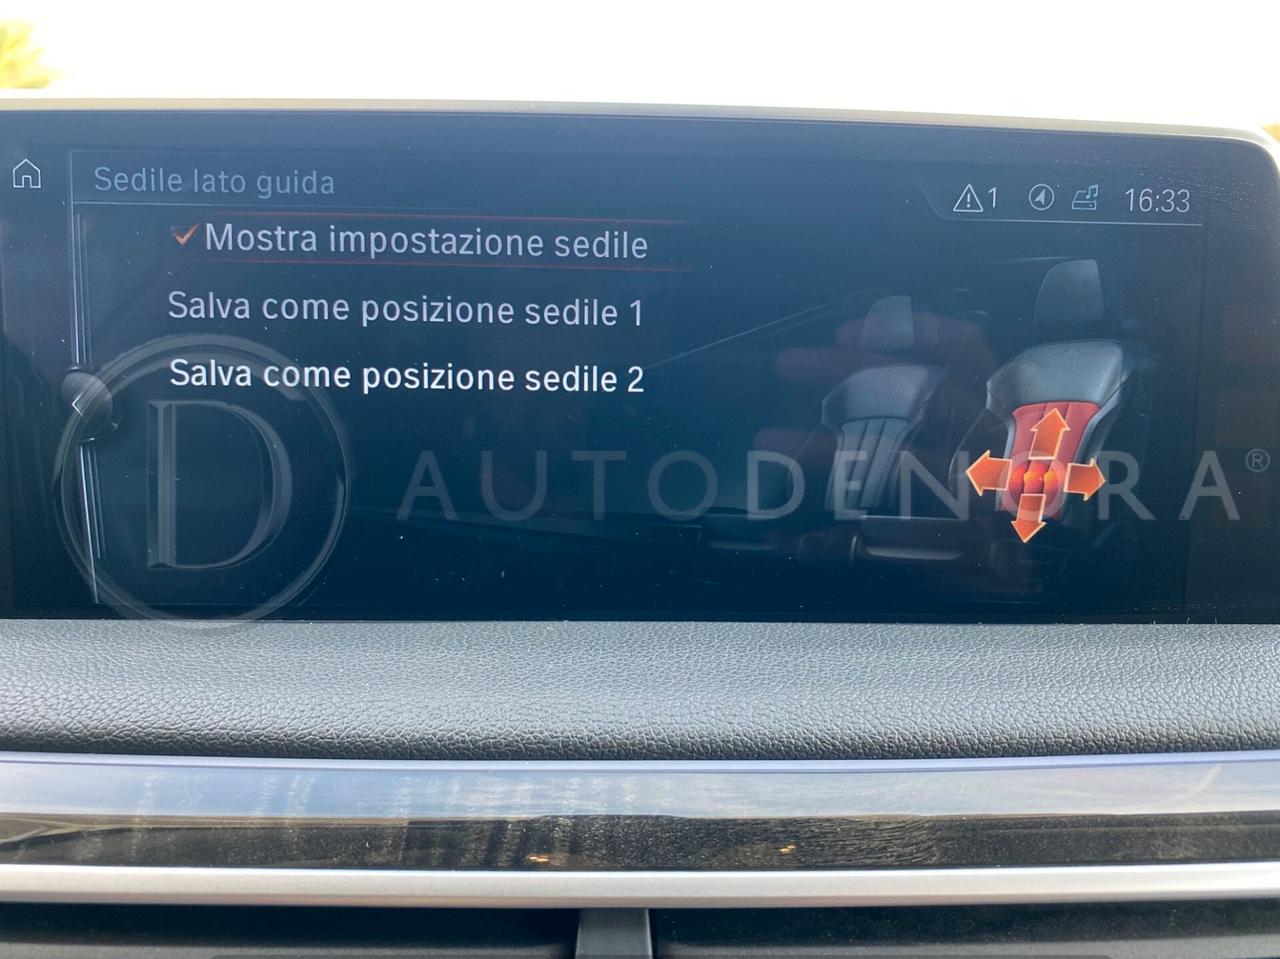 Sedile lato guida
1 16:33
Mostra impostazione sedile
Salva come posizione sedile 1
Salva come posizione sedile 2
D AUTODENORA®